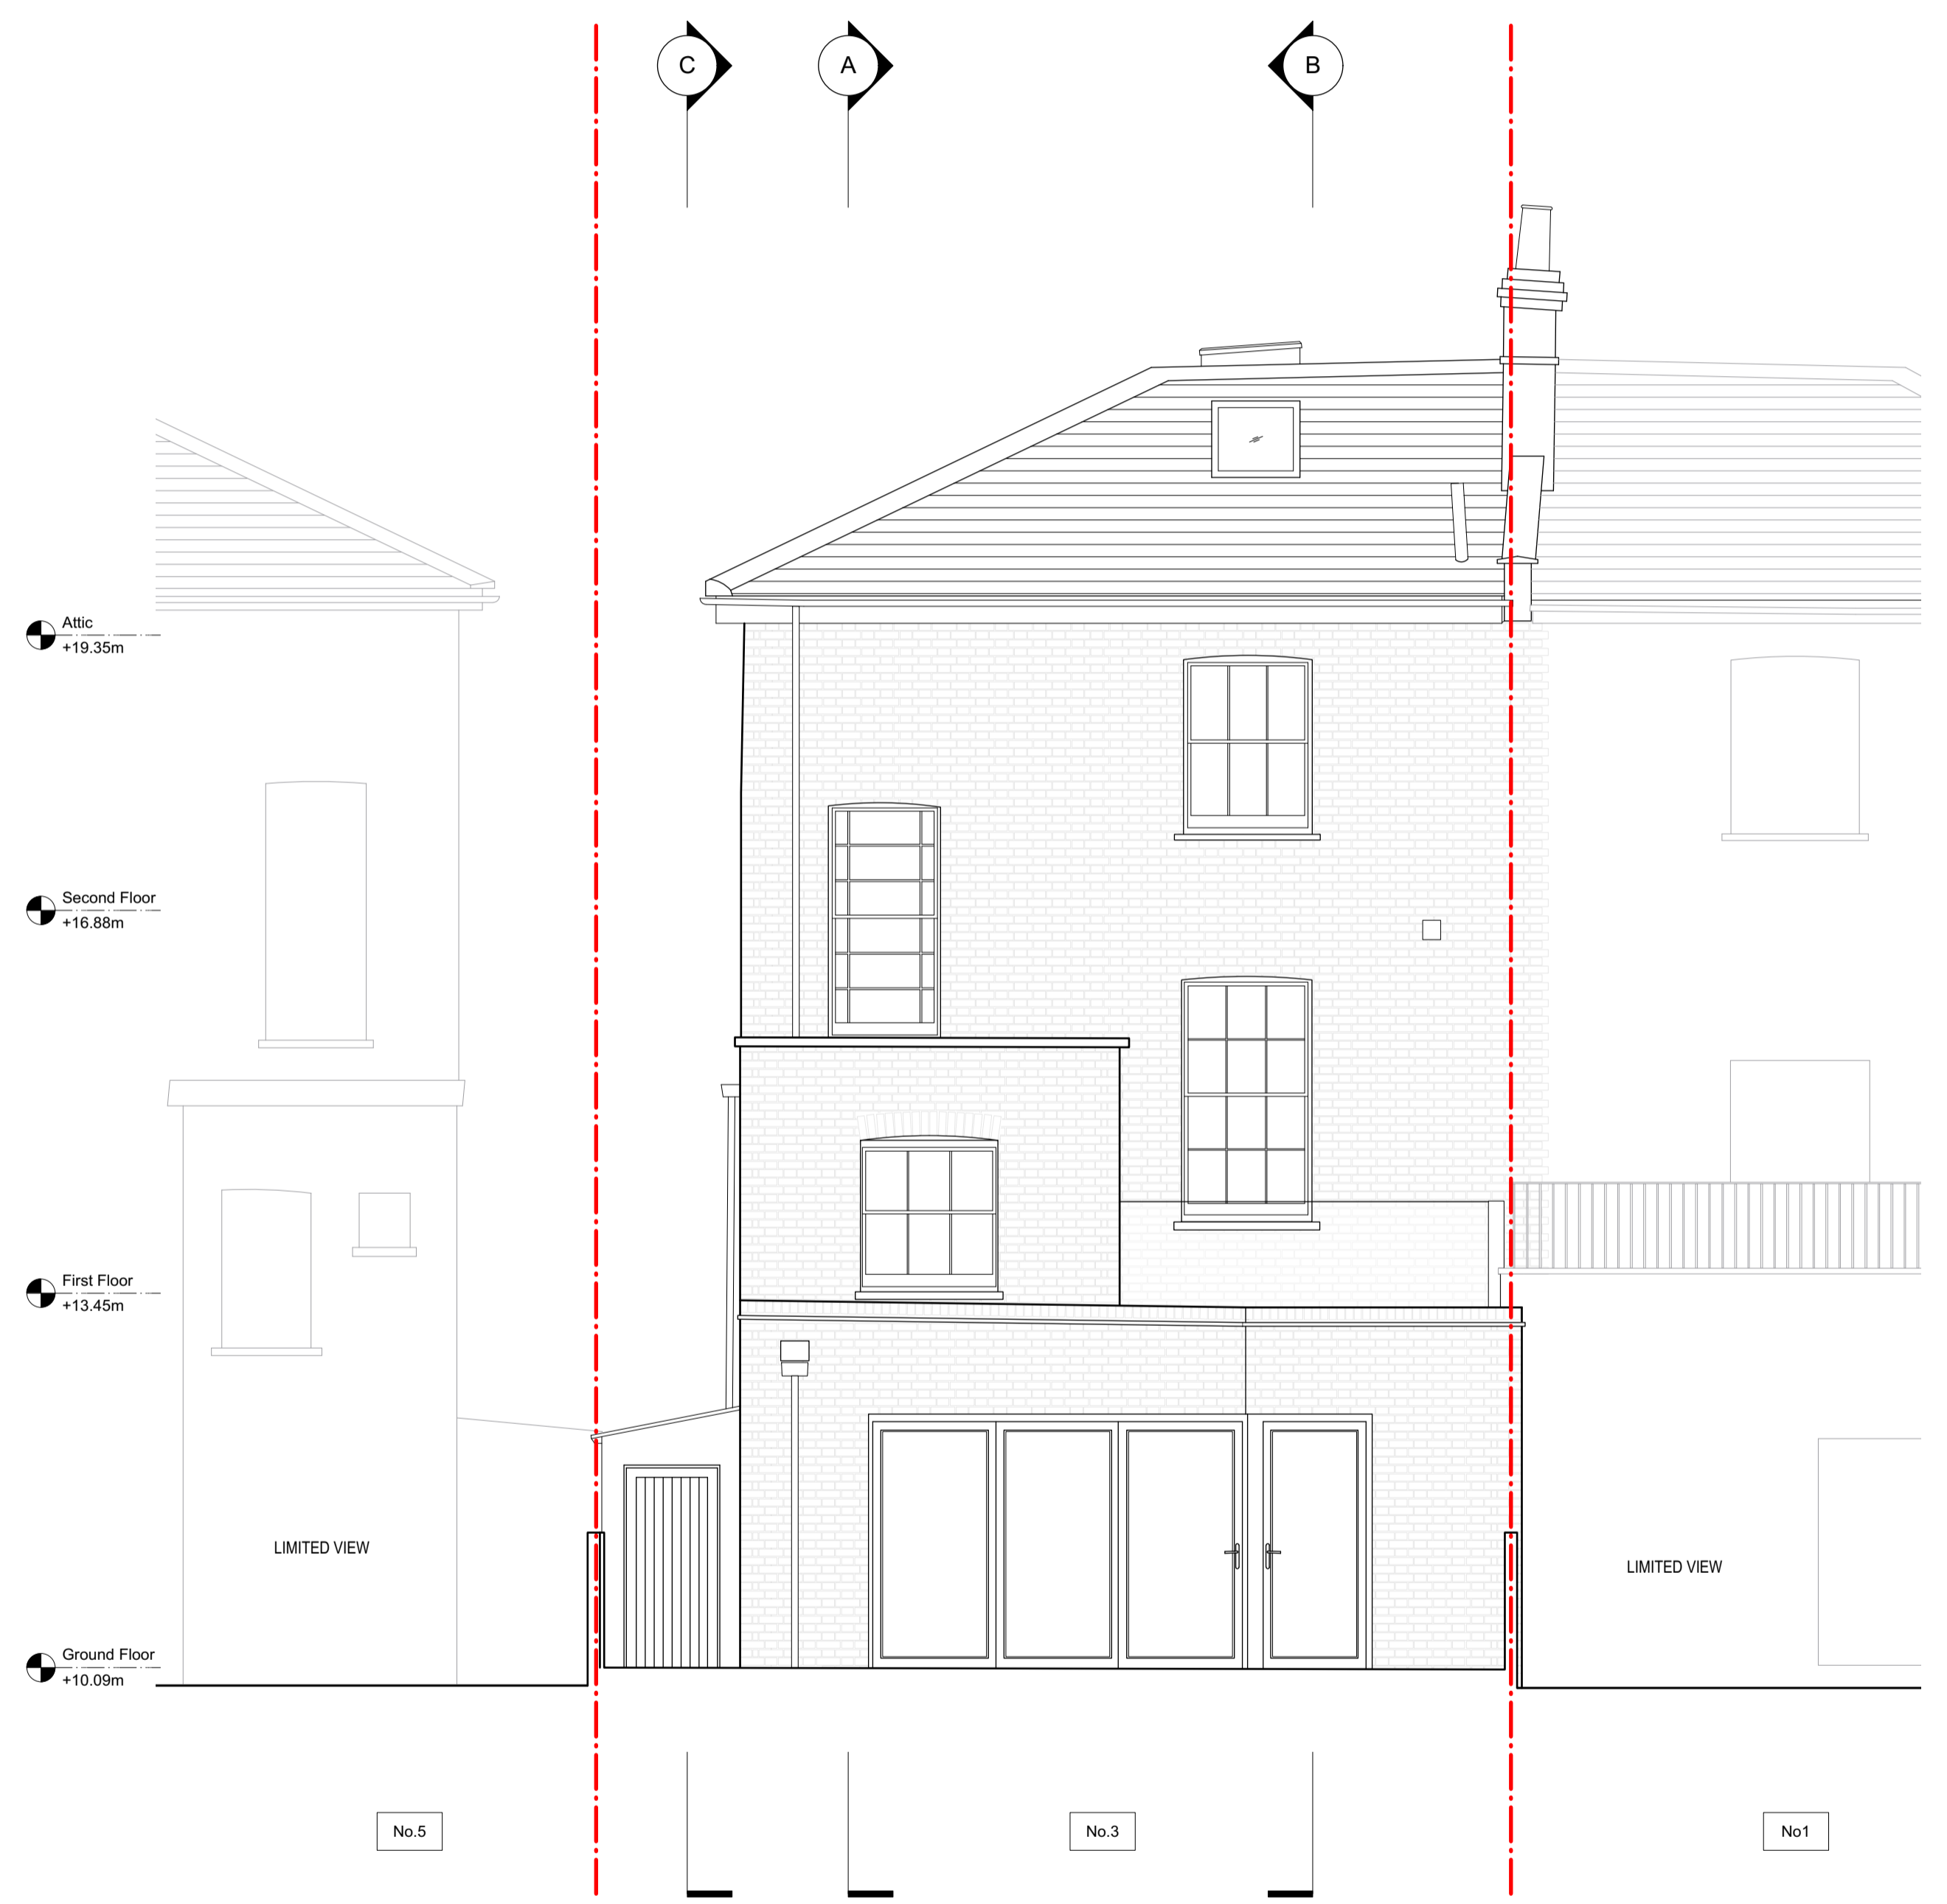 C
A
B
Attic
+19.35m
Second Floor
+16.88m
First Floor
+13.45m
LIMITED VIEW
LIMITED VIEW
Ground Floor
+10.09m
No.5
No.3
No1